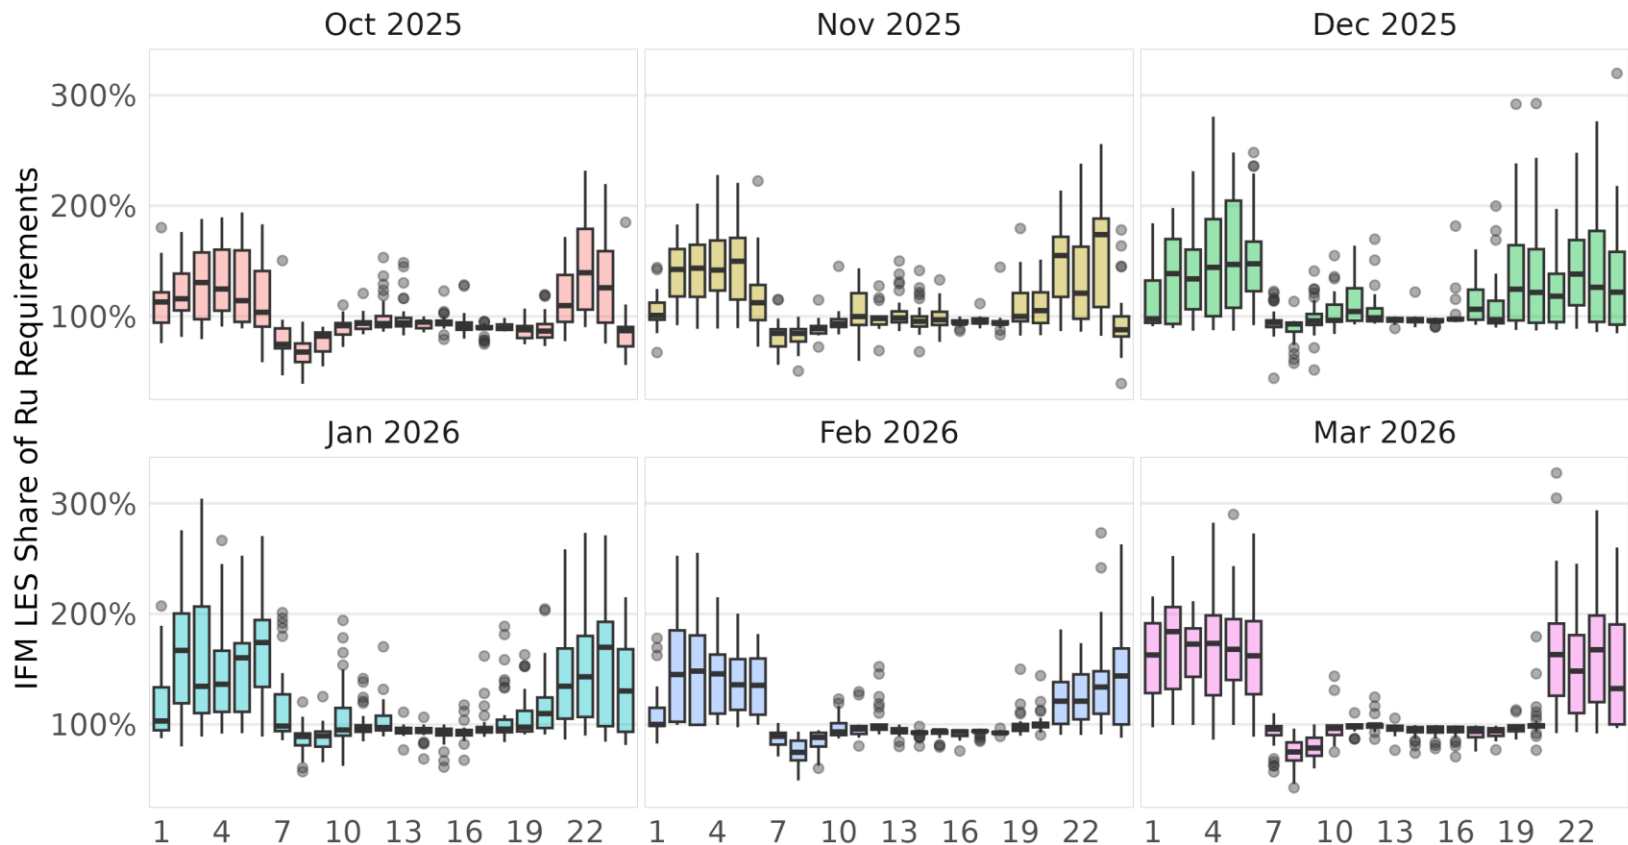 Oct 2025 Nov 2025 Dec 2025
300%
200%
100%
Jan 2026 Feb 2026 Mar 2026
300%
200%
100%
IFM LES Share of Ru Requirements
1 4 7 10 13 16 19 22 1 4 7 10 13 16 19 22 1 4 7 10 13 16 19 22